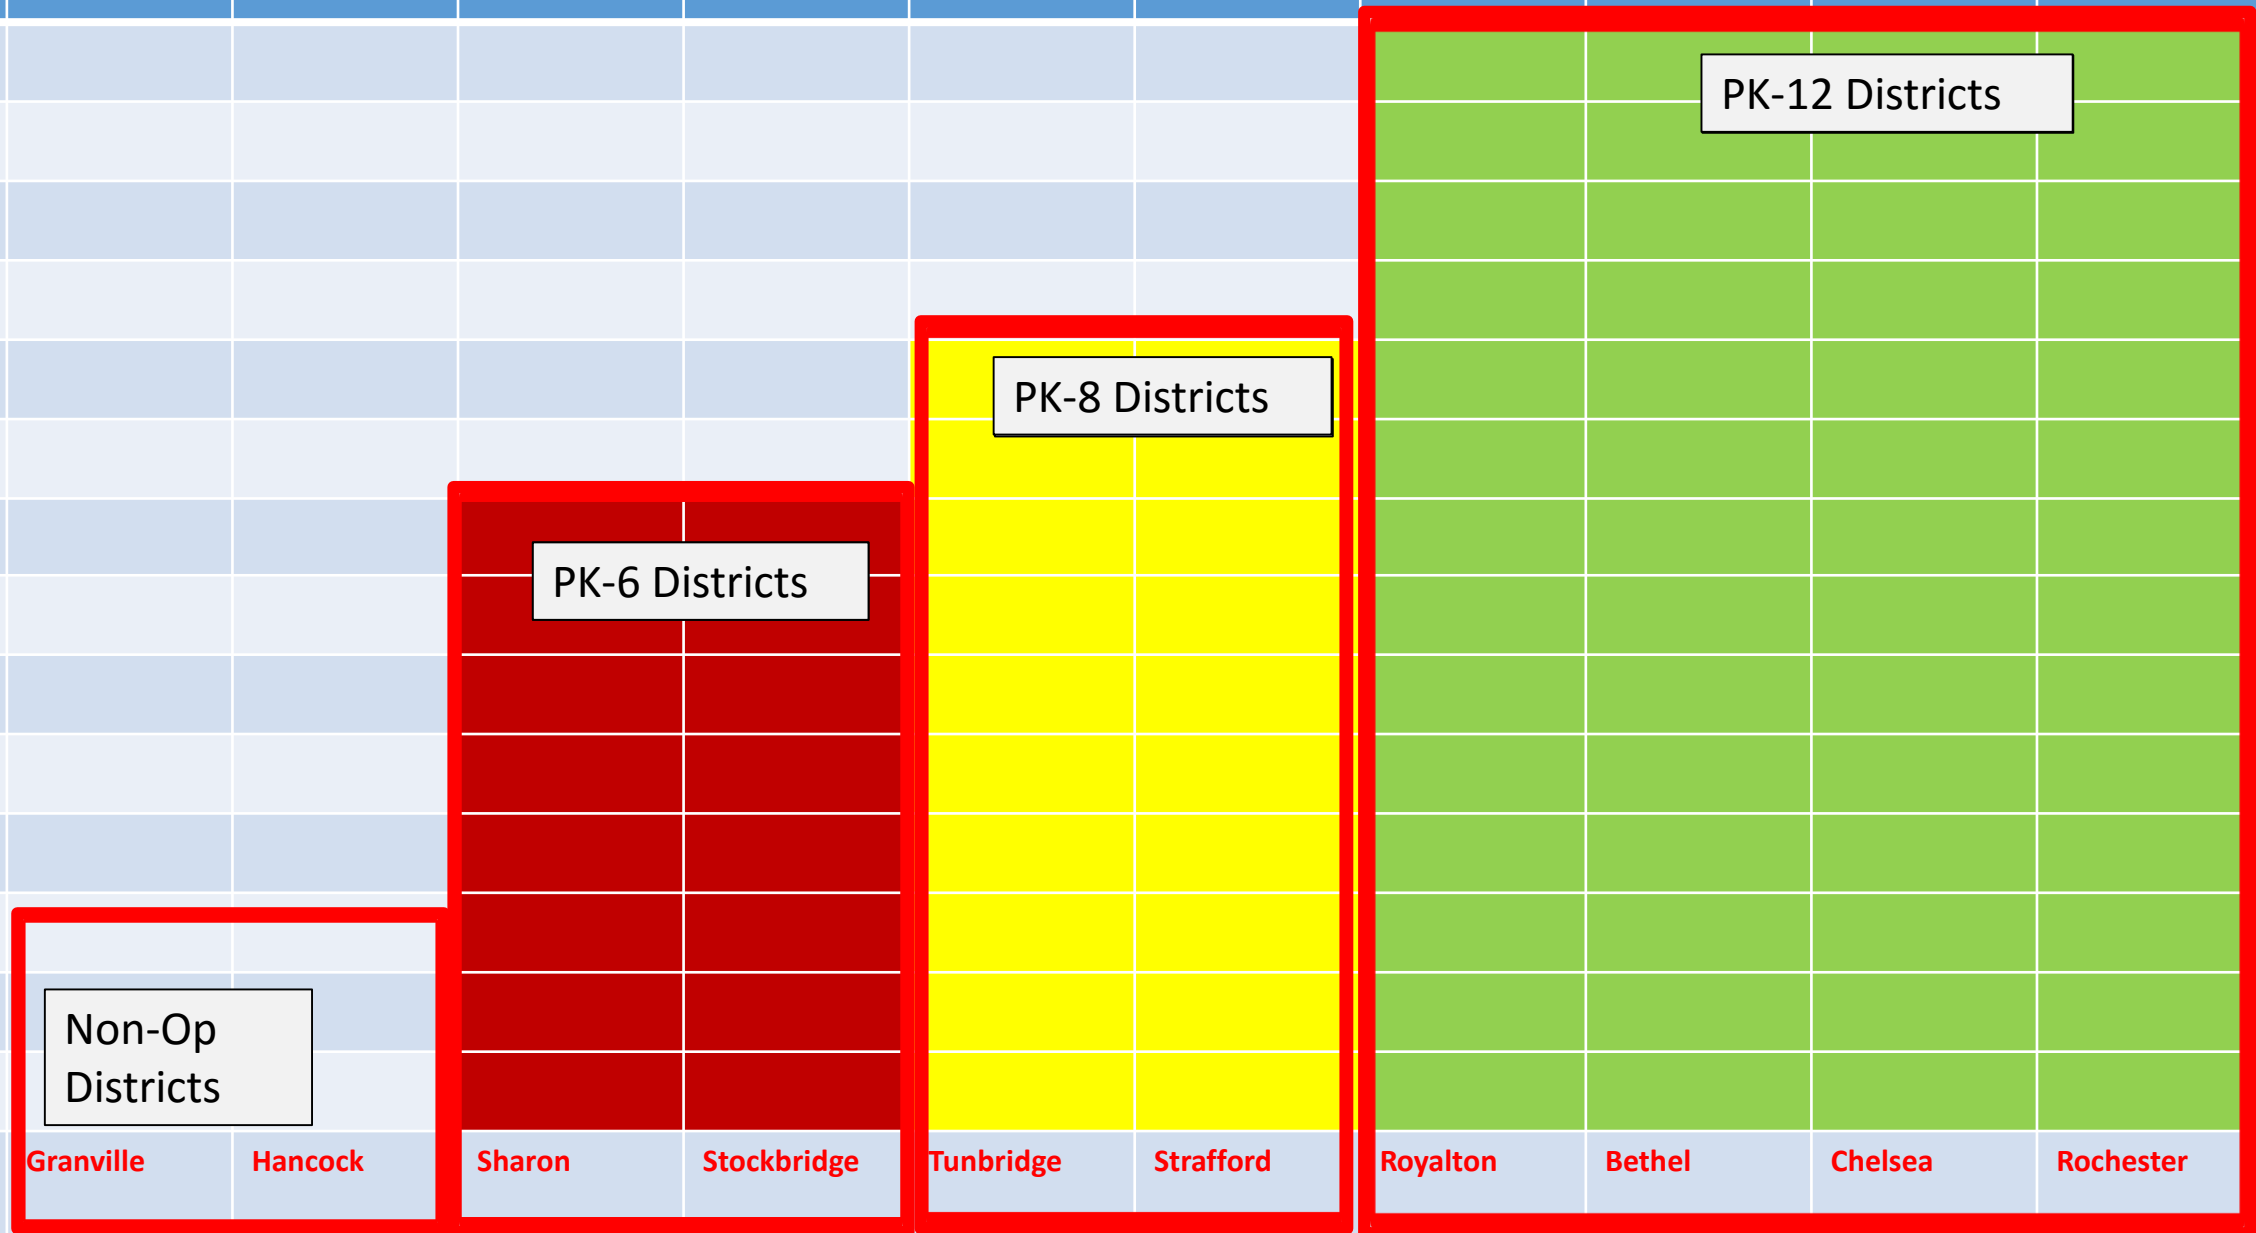 PK-12 Districts
PK-8 Districts
PK-6 Districts
Non-Op
Districts
Granville Hancock Sharon Stockbridge Tunbridge Strafford Royalton Bethel Chelsea Rochester